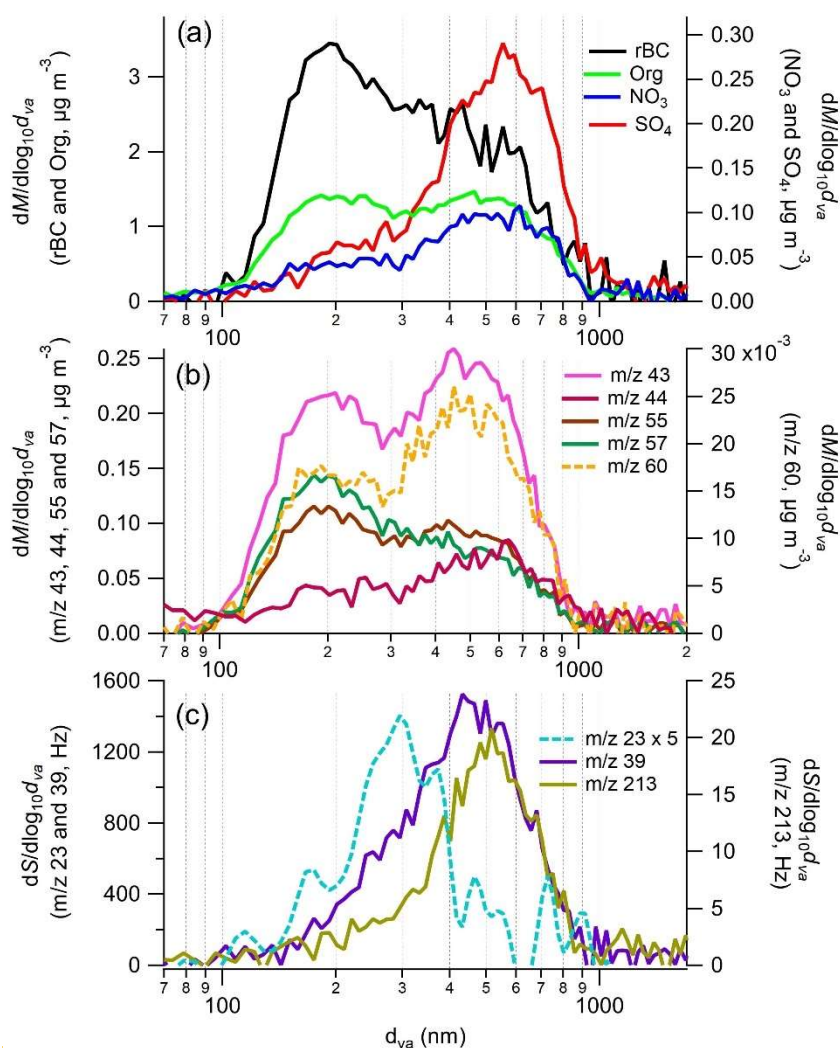 (a)
dM/dlog₁₀dva
(rBC and Org, µg m⁻³)
3
2
1
0
rBC
Org
NO₃
SO₄
0.30
0.25
0.20
0.15
0.10
0.05
0.00
dM/dlog₁₀dva
(NO₃ and SO₄, µg m⁻³)
7 8 9 2 3 4 5 6 7 8 9
100 1000
(b)
dM/dlog₁₀dva
(m/z 43, 44, 55 and 57, µg m⁻³)
0.25
0.20
0.15
0.10
0.05
0.00
m/z 43
m/z 44
m/z 55
m/z 57
m/z 60
30 x10⁻³
25
20
15
10
5
0
dM/dlog₁₀dva
(m/z 60, µg m⁻³)
7 8 9 2 3 4 5 6 7 8 9 2
100 1000
(c)
dS/dlog₁₀dva
(m/z 23 and 39, Hz)
1600
1200
800
400
0
m/z 23 x 5
m/z 39
m/z 213
25
20
15
10
5
0
dS/dlog₁₀dva
(m/z 213, Hz)
7 8 9 2 3 4 5 6 7 8 9
100 1000
dva (nm)